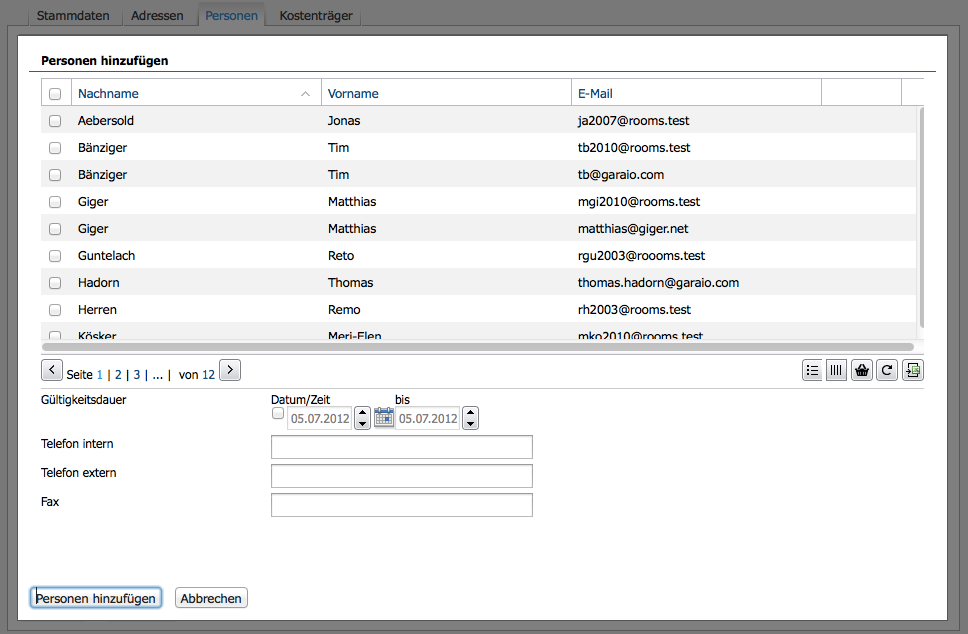 Stammdaten Adressen Personen Kostenträger
Personen hinzufügen
Nachname Vorname E-Mail
Aebersold Jonas ja2007@rooms.test
Bänziger Tim tb2010@rooms.test
Bänziger Tim tb@garaio.com
Giger Matthias mgi2010@rooms.test
Giger Matthias matthias@giger.net
Guntelach Reto rgu2003@roooms.test
Hadorn Thomas thomas.hadorn@garaio.com
Herren Remo rh2003@rooms.test
Kösker Meri-Elen mko2010@rooms.test
Seite 1 | 2 | 3 | ... | von 12
Gültigkeitsdauer Datum/Zeit bis
05.07.2012 05.07.2012
Telefon intern
Telefon extern
Fax
Personen hinzufügen Abbrechen